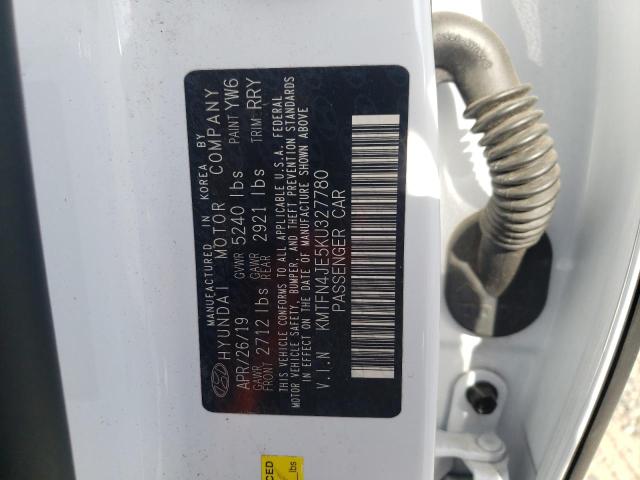 MANUFACTURED IN KOREA BY
HYUNDAI MOTOR COMPANY
APR/26/19 GVWR 5240 lbs PAINT YW6
GAWR FRONT 2712 lbs GAWR REAR 2921 lbs TRIM RRY
THIS VEHICLE CONFORMS TO ALL APPLICABLE U.S.A. FEDERAL
MOTOR VEHICLE SAFETY, BUMPER, AND THEFT PREVENTION STANDARDS
IN EFFECT ON THE DATE OF MANUFACTURE SHOWN ABOVE
V.I.N KMTFN4JE5KU327780
PASSENGER CAR
CED
lbs